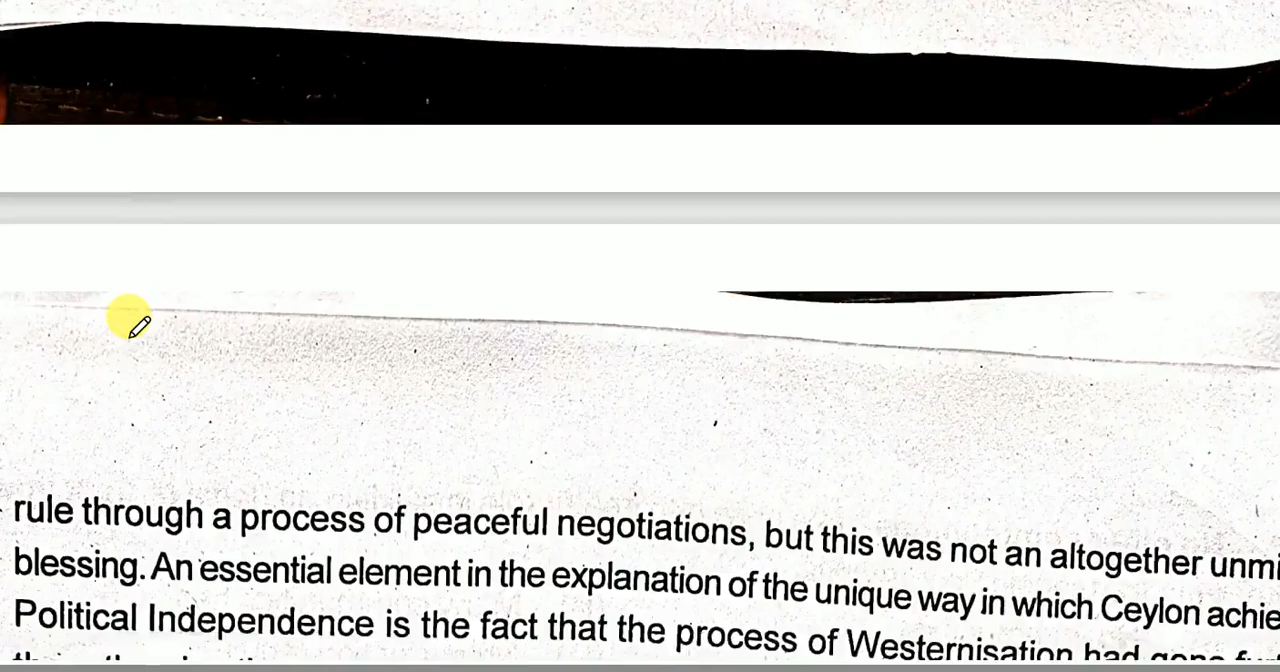 rule through a process of peaceful negotiations, but this was not an altogether
blessing. An essential element in the explanation of the unique way in which Ceylon
Political Independence is the fact that the process of Westernisation had